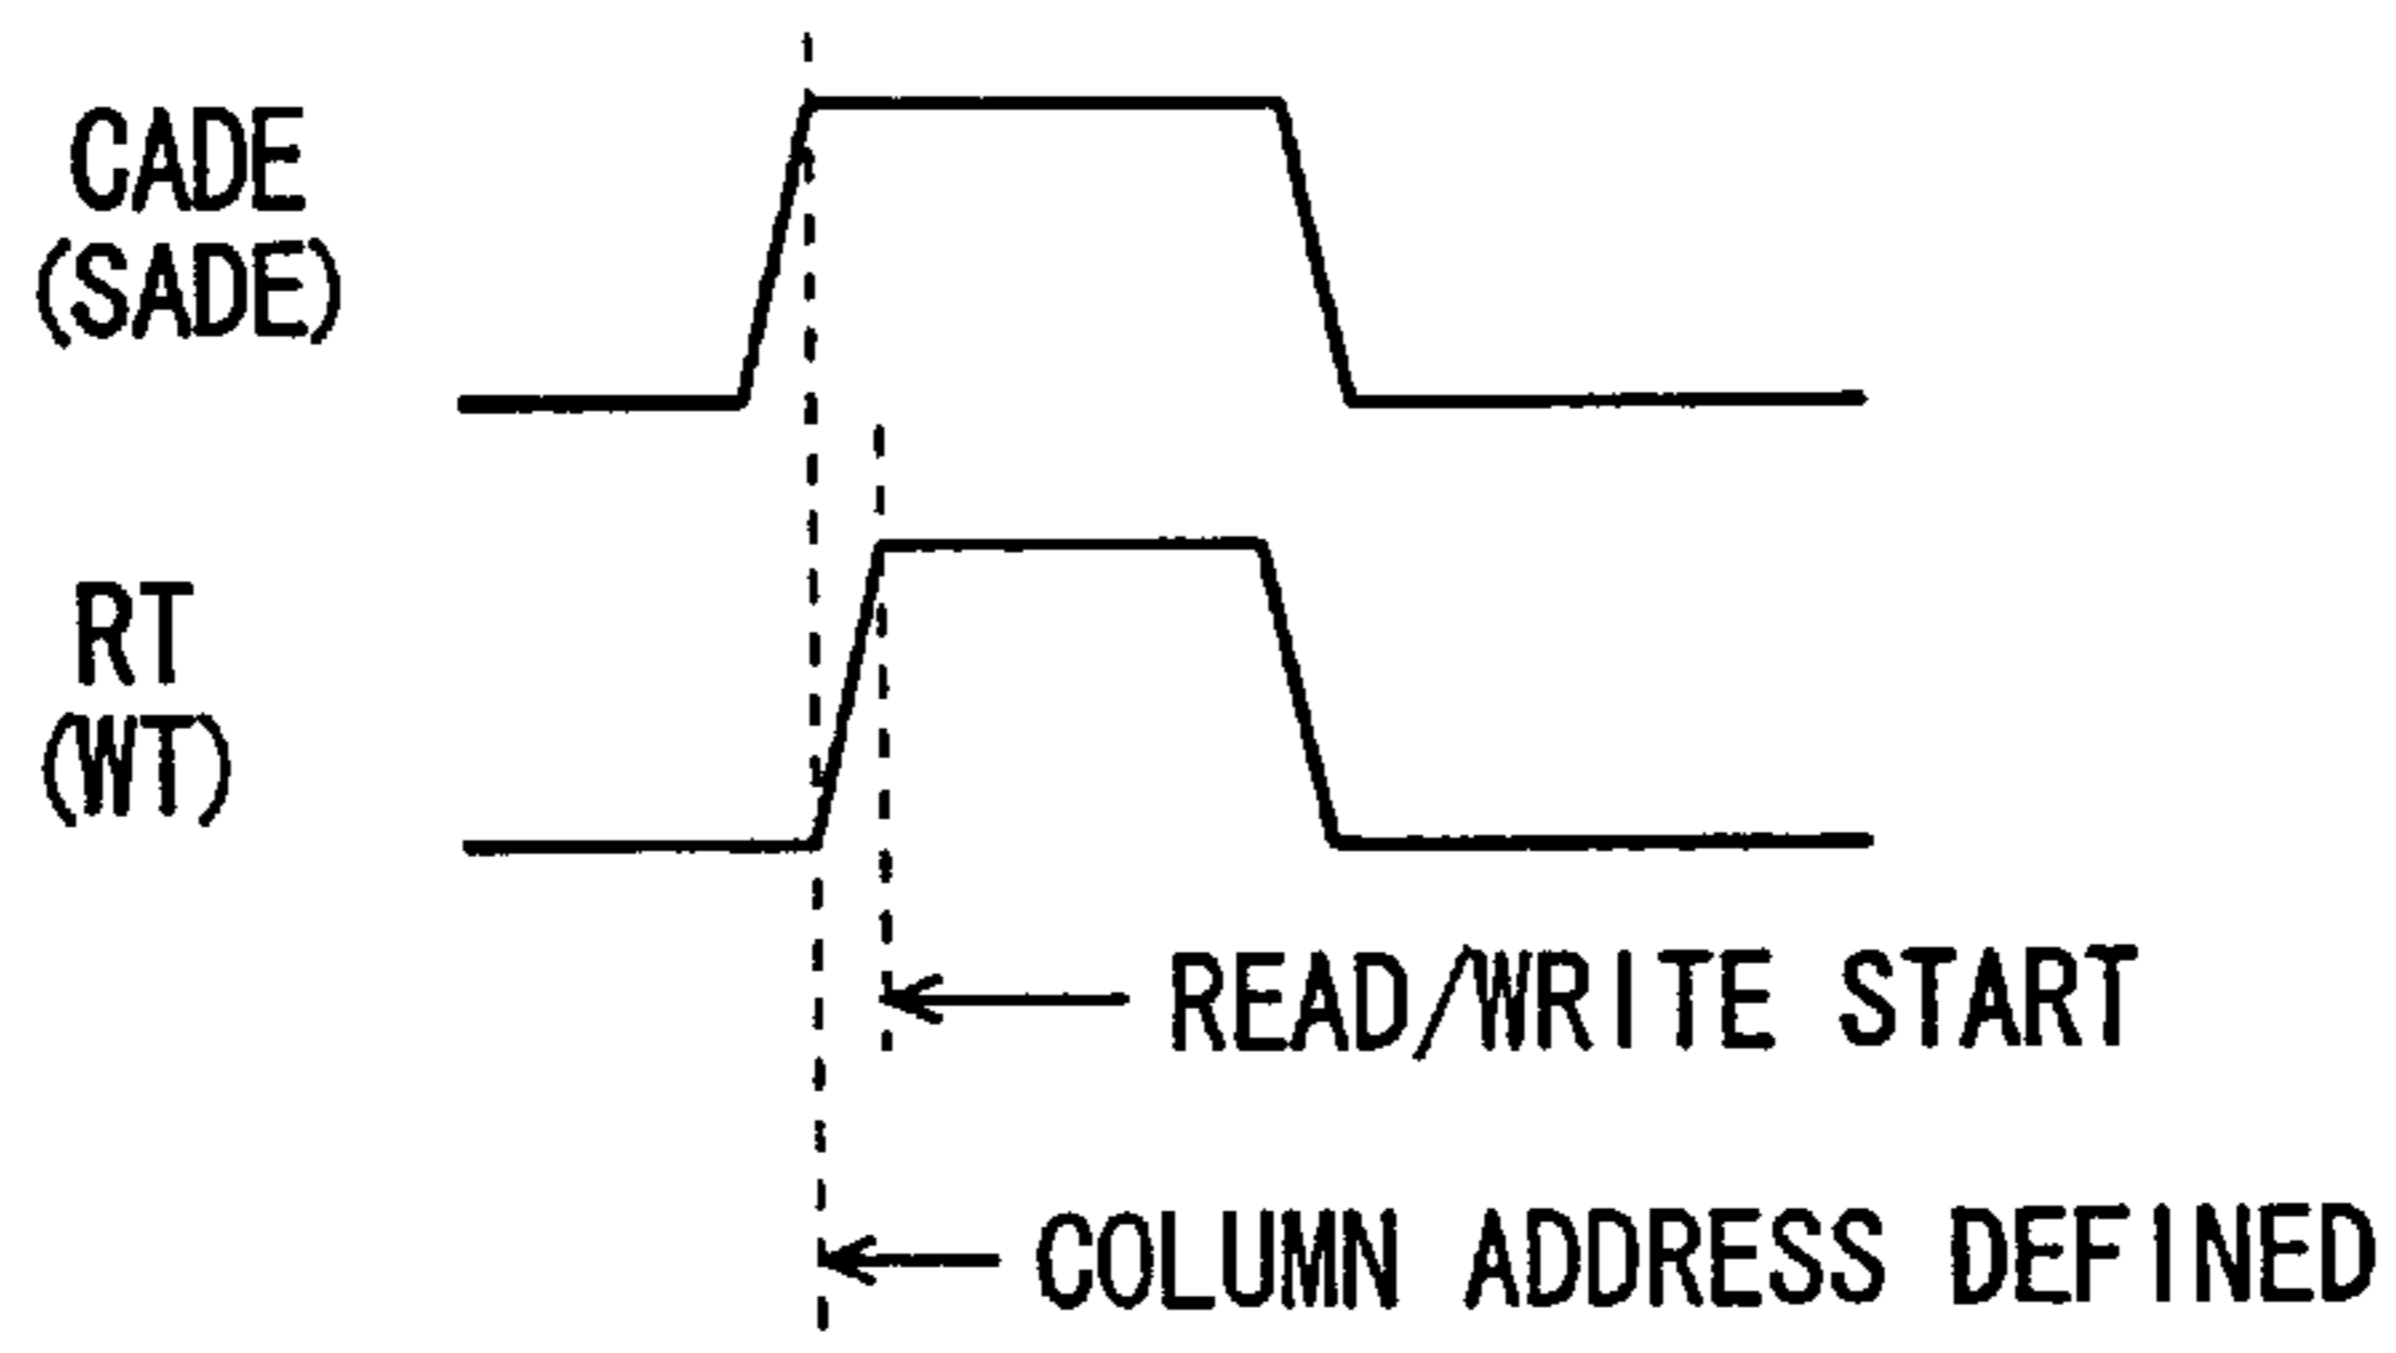 CADE
(SADE)
RT
(WT)
READ/WRITE START
COLUMN ADDRESS DEFINED